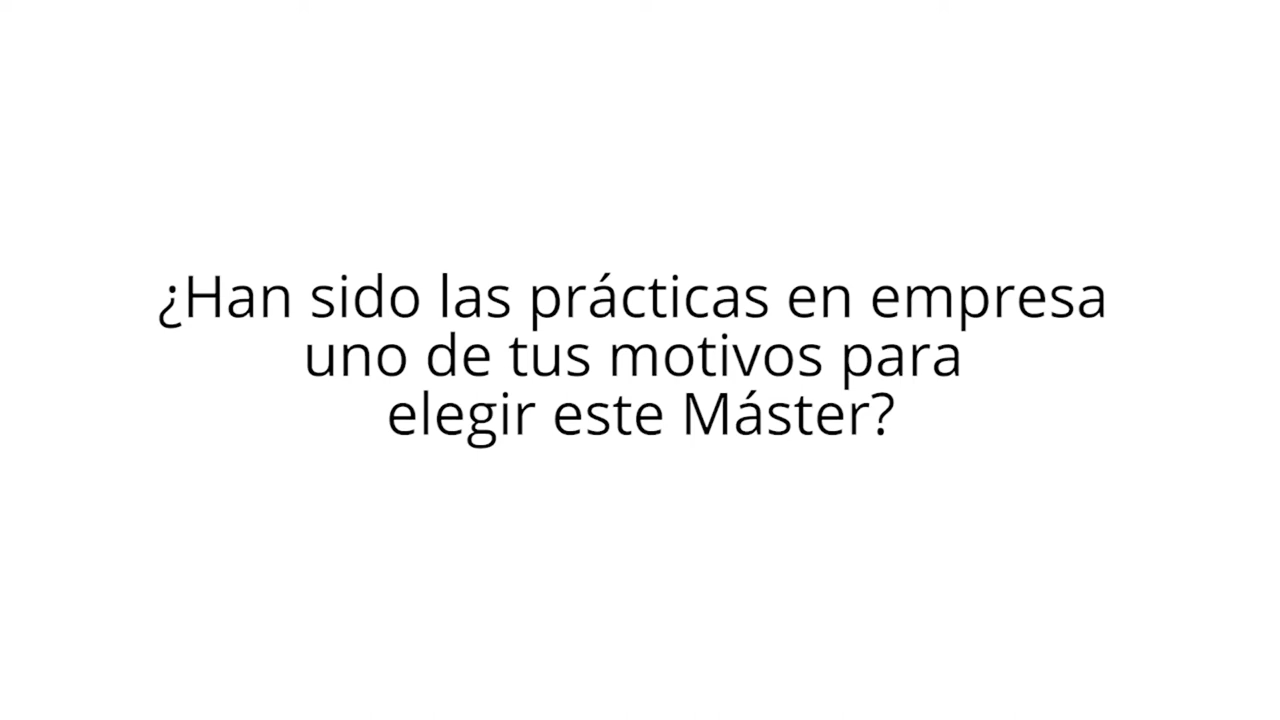 ¿Han sido las prácticas en empresa
uno de tus motivos para
elegir este Máster?